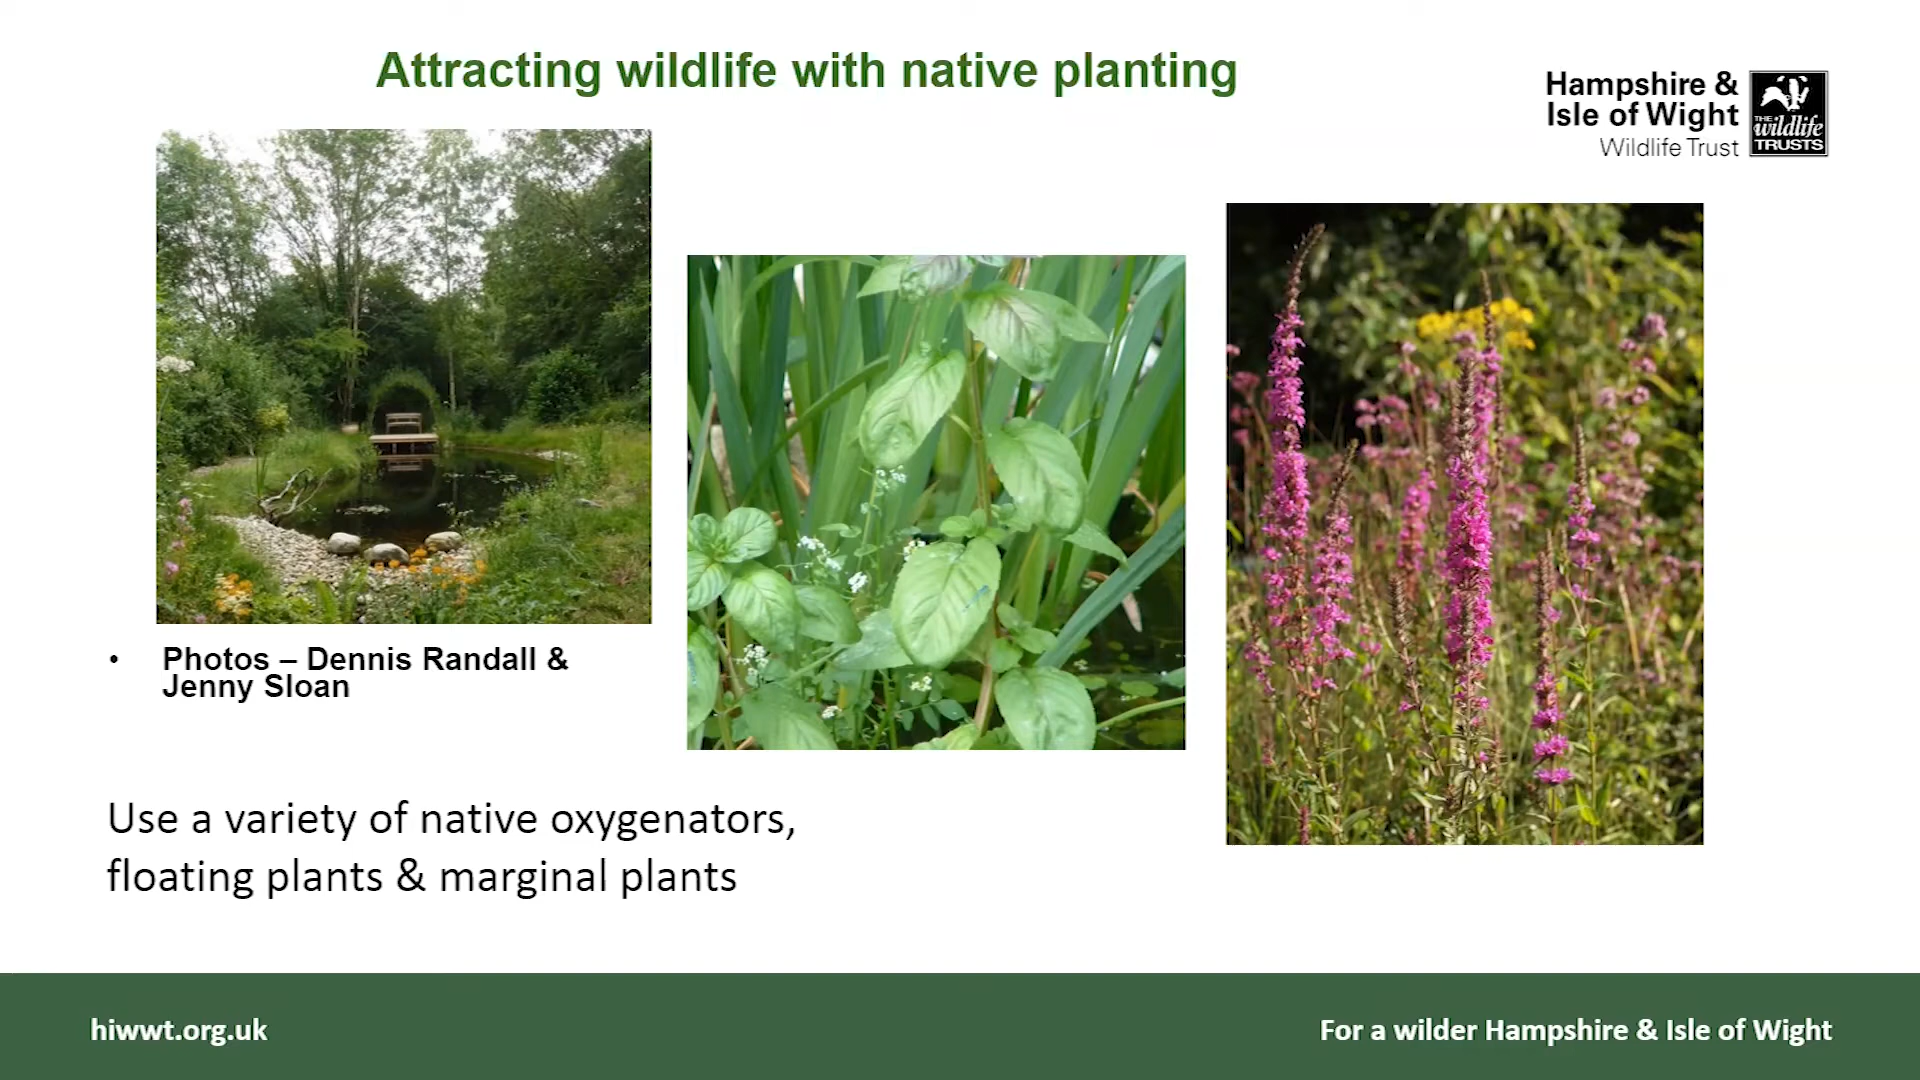 Attracting wildlife with native planting
Hampshire &
Isle of Wight
Wildlife Trust
THE
wildlife
TRUSTS
• Photos – Dennis Randall &
Jenny Sloan
Use a variety of native oxygenators,
floating plants & marginal plants
hiwwt.org.uk
For a wilder Hampshire & Isle of Wight